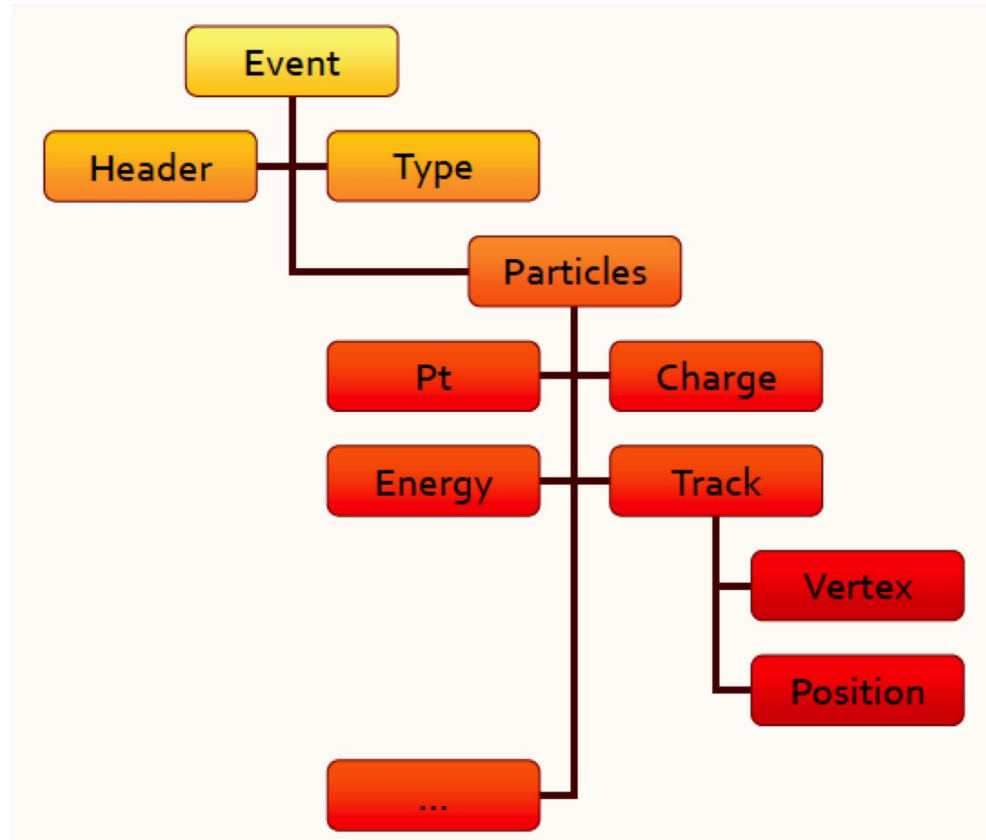 Event
Header
Type
Particles
Pt
Charge
Energy
Track
Vertex
Position
...